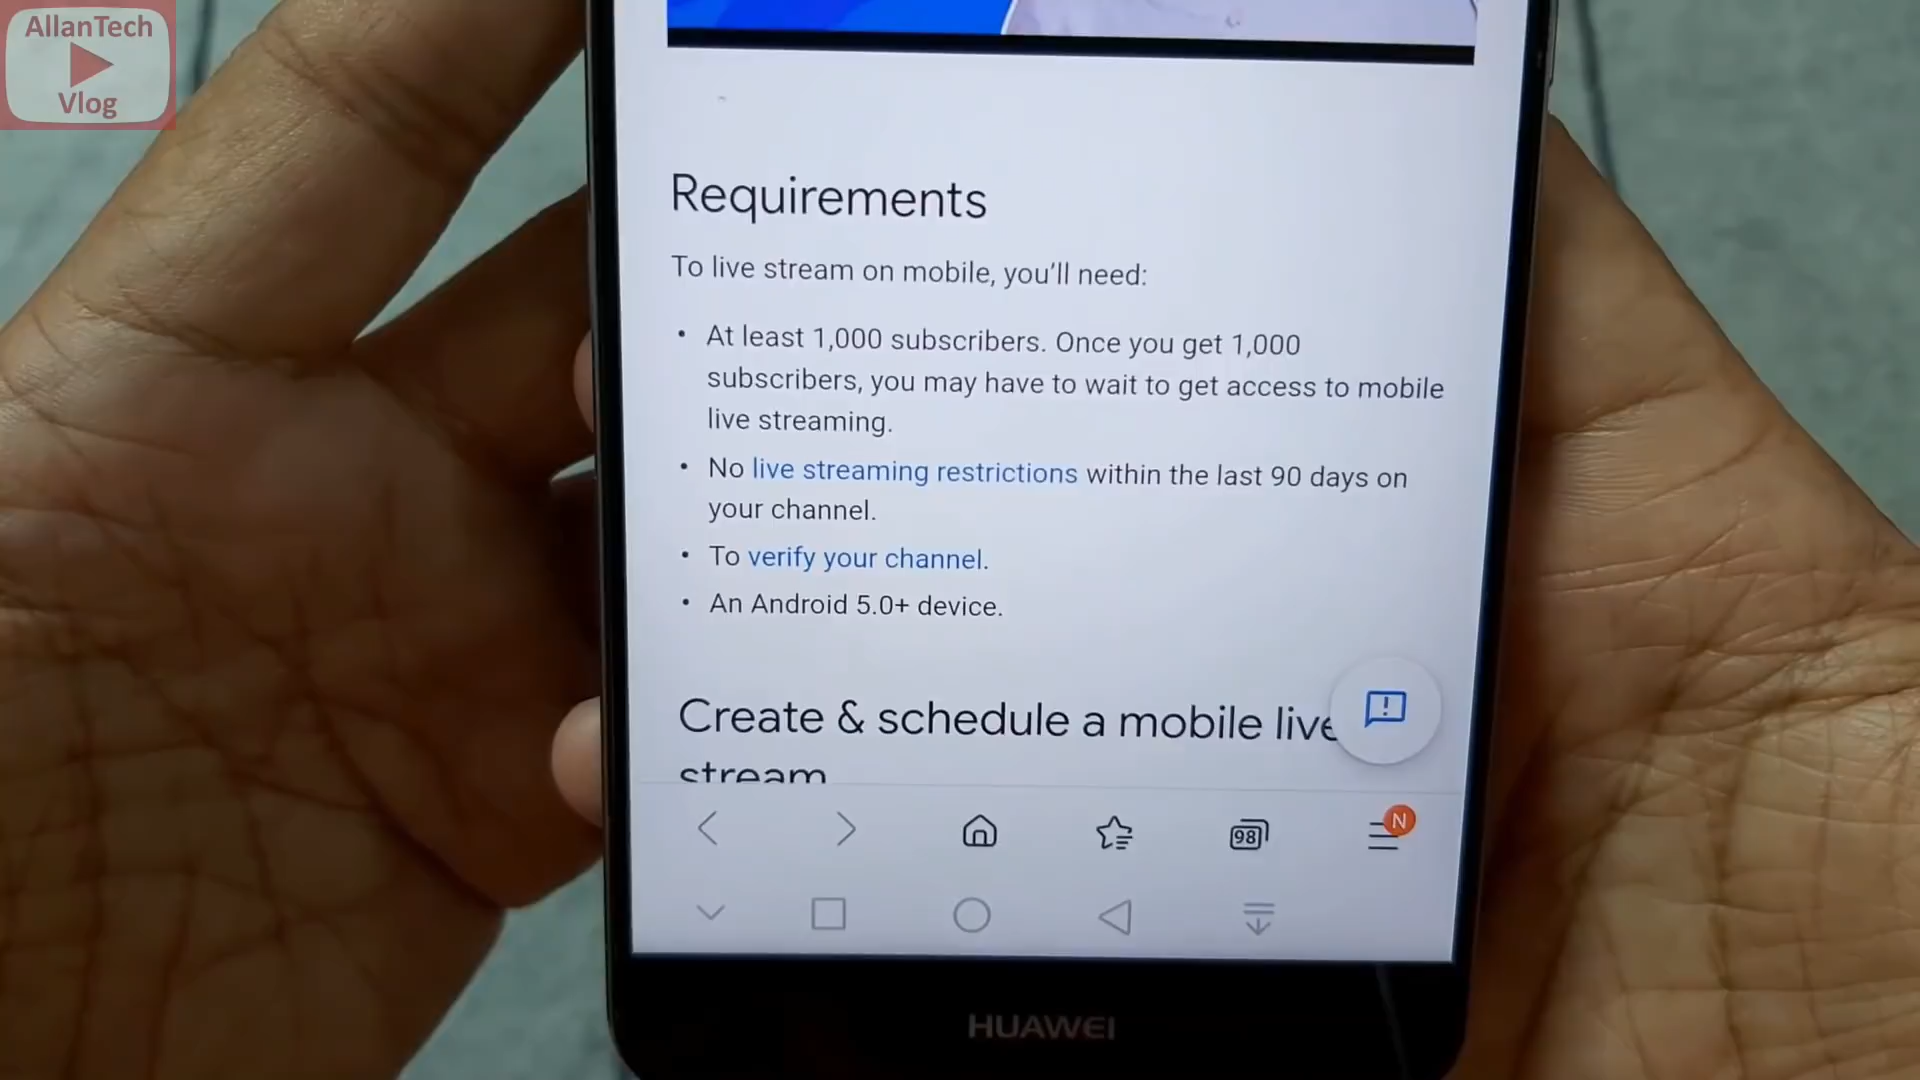 AllanTech
Vlog
Requirements
To live stream on mobile, you'll need:
• At least 1,000 subscribers. Once you get 1,000
subscribers, you may have to wait to get access to mobile
live streaming.
• No live streaming restrictions within the last 90 days on
your channel.
• To verify your channel.
• An Android 5.0+ device.
Create & schedule a mobile live
stream
98
N
HUAWEI